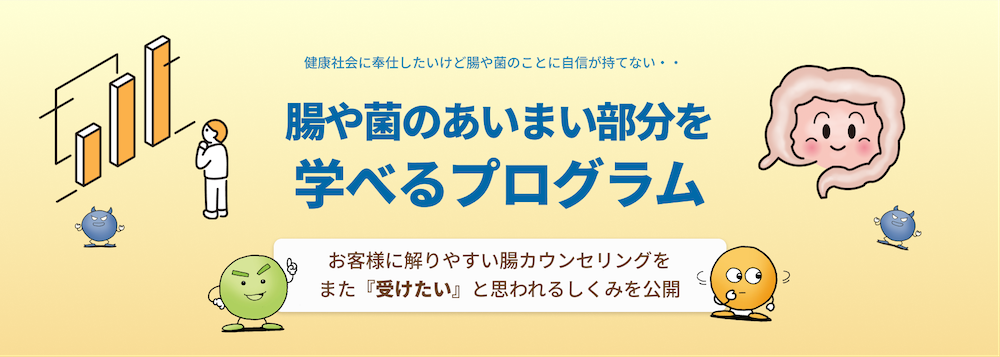 健康社会に奉仕したいけど腸や菌のことに自信が持てない・・
腸や菌のあいまい部分を
学べるプログラム
お客様に解りやすい腸カウンセリングを
また『受けたい』と思われるしくみを公開